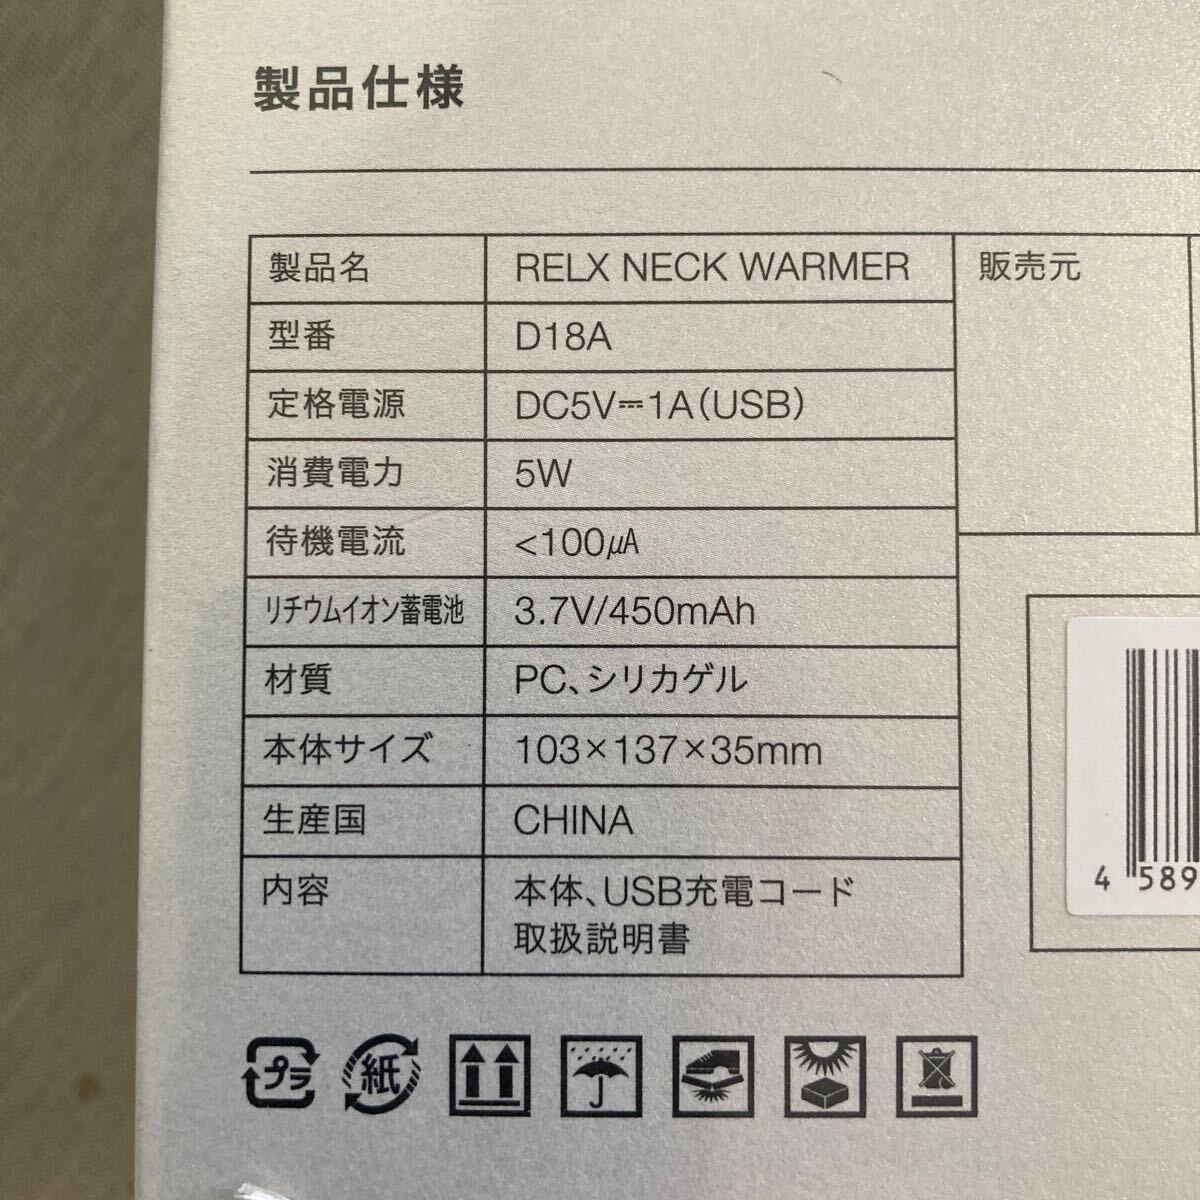 製品仕様
製品名 RELX NECK WARMER
販売元
型番 D18A
定格電源 DC5V⎓1A(USB)
消費電力 5W
待機電流 <100㎂
リチウムイオン蓄電池 3.7V/450mAh
材質 PC、シリカゲル
本体サイズ 103×137×35mm
生産国 CHINA
内容 本体、USB充電コード
取扱説明書
4 589
プラ
紙